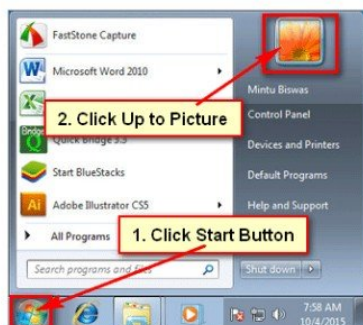 FastStone Capture
Microsoft Word 2010
Mintu Biswas
2. Click Up to Picture
Control Panel
Quick Bridge 3.3
Devices and Printers
Start BlueStacks
Default Programs
Adobe Illustrator CS5
Help and Support
All Programs
1. Click Start Button
Search programs and files
Shut down
7:58 AM
10/4/2015